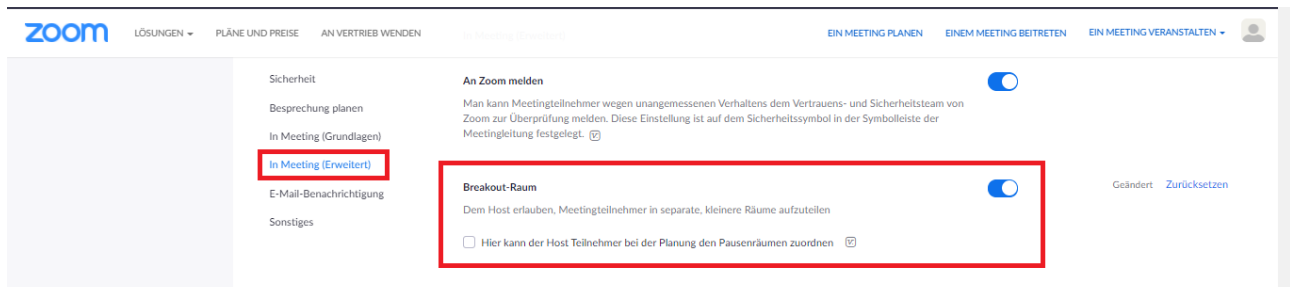 zoom LÖSUNGEN PLÄNE UND PREISE AN VERTRIEB WENDEN In Meeting (Erweitert) EIN MEETING PLANEN EINEM MEETING BEITRETEN EIN MEETING VERANSTALTEN
Sicherheit
Besprechung planen
In Meeting (Grundlagen)
In Meeting (Erweitert)
E-Mail-Benachrichtigung
Sonstiges
An Zoom melden
Man kann Meetingteilnehmer wegen unangemessenen Verhaltens dem Vertrauens- und Sicherheitsteam von
Zoom zur Überprüfung melden. Diese Einstellung ist auf dem Sicherheitssymbol in der Symbolleiste der
Meetingleitung festgelegt.
Breakout-Raum
Dem Host erlauben, Meetingteilnehmer in separate, kleinere Räume aufzuteilen
Hier kann der Host Teilnehmer bei der Planung den Pausenräumen zuordnen
Geändert Zurücksetzen